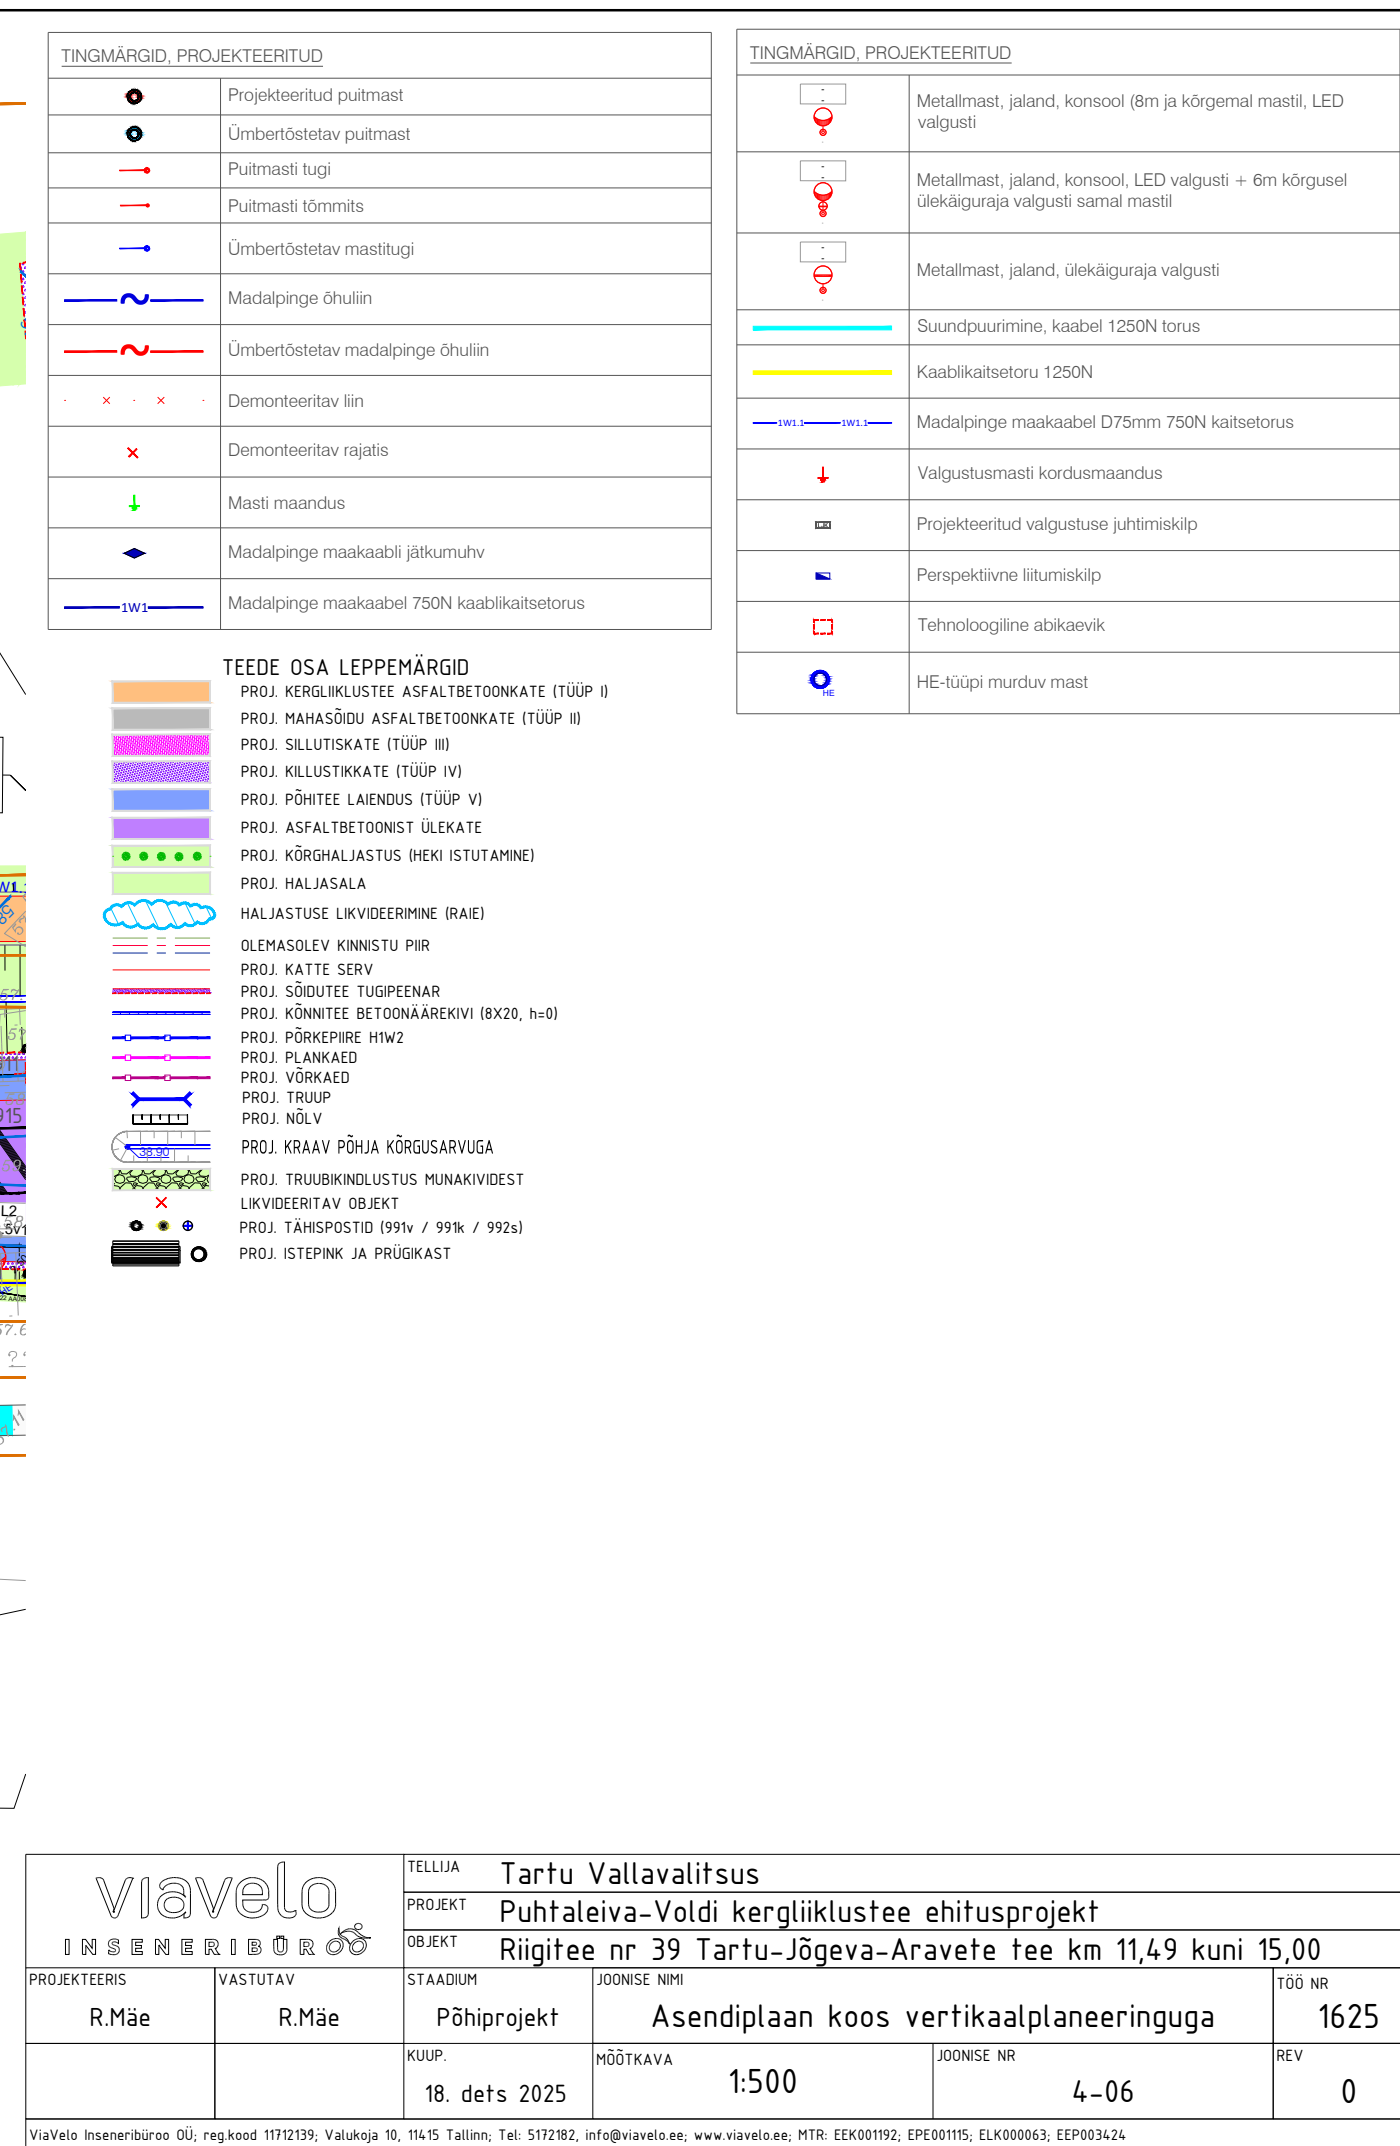 TINGMÄRGID, PROJEKTEERITUD
Projekteeritud puitmast
Ümbertõstetav puitmast
Puitmasti tugi
Puitmasti tõmmits
Ümbertõstetav mastitugi
Madalpinge õhuliin
Ümbertõstetav madalpinge õhuliin
Demonteeritav liin
Demonteeritav rajatis
Masti maandus
Madalpinge maakaabli jätkumuhv
1W1
Madalpinge maakaabel 750N kaablikaitsetorus
TINGMÄRGID, PROJEKTEERITUD
Metallmast, jaland, konsool (8m ja kõrgemal mastil, LED
valgusti
Metallmast, jaland, konsool, LED valgusti + 6m kõrgusel
ülekäiguraja valgusti samal mastil
Metallmast, jaland, ülekäiguraja valgusti
Suundpuurimine, kaabel 1250N torus
Kaablikaitsetoru 1250N
1W1.1 1W1.1
Madalpinge maakaabel D75mm 750N kaitsetorus
Valgustusmasti kordusmaandus
Projekteeritud valgustuse juhtimiskilp
Perspektiivne liitumiskilp
Tehnoloogiline abikaevik
HE
HE-tüüpi murduv mast
TEEDE OSA LEPPEMÄRGID
PROJ. KERGLIIKLUSTEE ASFALTBETOONKATE (TÜÜP I)
PROJ. MAHASÕIDU ASFALTBETOONKATE (TÜÜP II)
PROJ. SILLUTISKATE (TÜÜP III)
PROJ. KILLUSTIKKATE (TÜÜP IV)
PROJ. PÕHITEE LAIENDUS (TÜÜP V)
PROJ. ASFALTBETOONIST ÜLEKATE
PROJ. KÕRGHALJASTUS (HEKI ISTUTAMINE)
PROJ. HALJASALA
HALJASTUSE LIKVIDEERIMINE (RAIE)
OLEMASOLEV KINNISTU PIIR
PROJ. KATTE SERV
PROJ. SÕIDUTEE TUGIPEENAR
PROJ. KÕNNITEE BETOONÄÄREKIVI (8X20, h=0)
PROJ. PÕRKEPIIRE H1W2
PROJ. PLANKAED
PROJ. VÕRKAED
PROJ. TRUUP
PROJ. NÕLV
38.90
PROJ. KRAAV PÕHJA KÕRGUSARVUGA
PROJ. TRUUBIKINDLUSTUS MUNAKIVIDEST
LIKVIDEERITAV OBJEKT
PROJ. TÄHISPOSTID (991v / 991k / 992s)
PROJ. ISTEPINK JA PRÜGIKAST
915
L2
viavelo
INSENERIBÜROO
TELLIJA Tartu Vallavalitsus
PROJEKT Puhtaleiva-Voldi kergliiklustee ehitusprojekt
OBJEKT Riigitee nr 39 Tartu-Jõgeva-Aravete tee km 11,49 kuni 15,00
PROJEKTEERIS VASTUTAV STAADIUM JOONISE NIMI TÖÖ NR
R.Mäe R.Mäe Põhiprojekt Asendiplaan koos vertikaalplaneeringuga 1625
KUUP. MÕÕTKAVA JOONISE NR REV
18. dets 2025 1:500 4-06 0
ViaVelo Inseneribüroo OÜ; reg.kood 11712139; Valukoja 10, 11415 Tallinn; Tel: 5172182, info@viavelo.ee; www.viavelo.ee; MTR: EEK001192; EPE001115; ELK000063; EEP003424